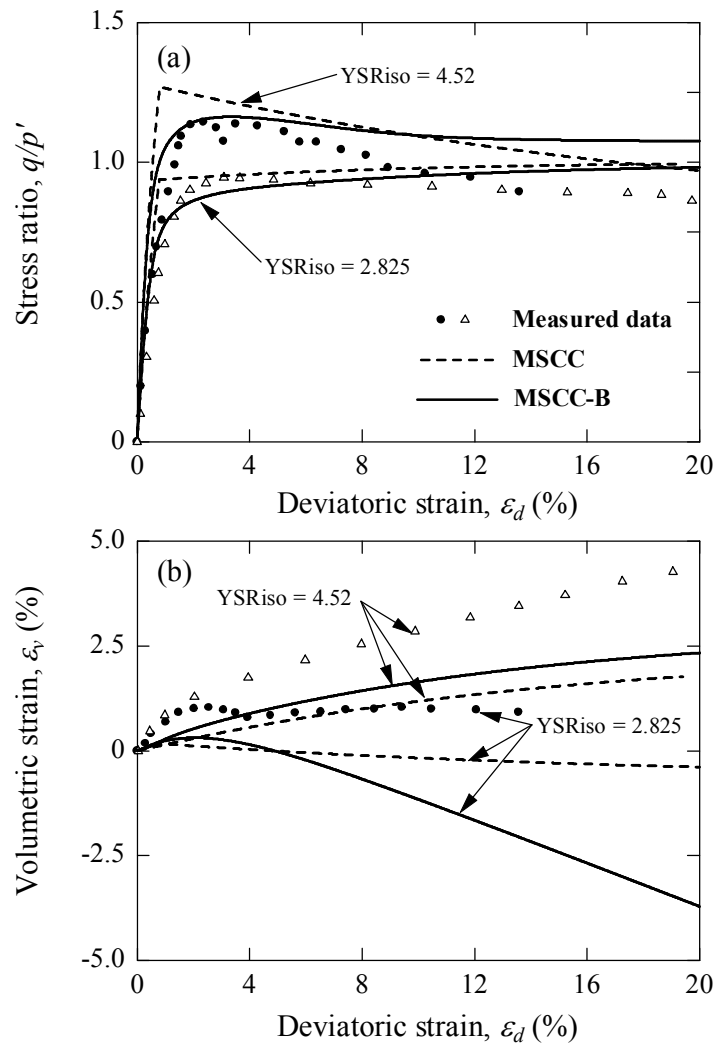 1.5
(a)
YSRiso = 4.52
1.0
Stress ratio, q/p'
YSRiso = 2.825
0.5
Measured data
MSCC
MSCC-B
0
0 4 8 12 16 20
Deviatoric strain, εd (%)
5.0
(b)
YSRiso = 4.52
2.5
Volumetric strain, εv (%)
YSRiso = 2.825
0
-2.5
-5.0
0 4 8 12 16 20
Deviatoric strain, εd (%)